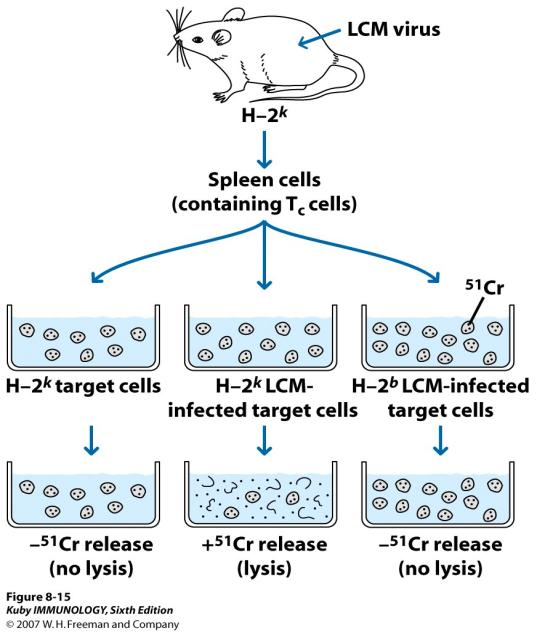 LCM virus
H–2k
Spleen cells
(containing Tc cells)
51Cr
H–2k target cells
H–2k LCM-
infected target cells
H–2b LCM-infected
target cells
–51Cr release
(no lysis)
+51Cr release
(lysis)
–51Cr release
(no lysis)
Figure 8-15
Kuby IMMUNOLOGY, Sixth Edition
© 2007 W. H. Freeman and Company